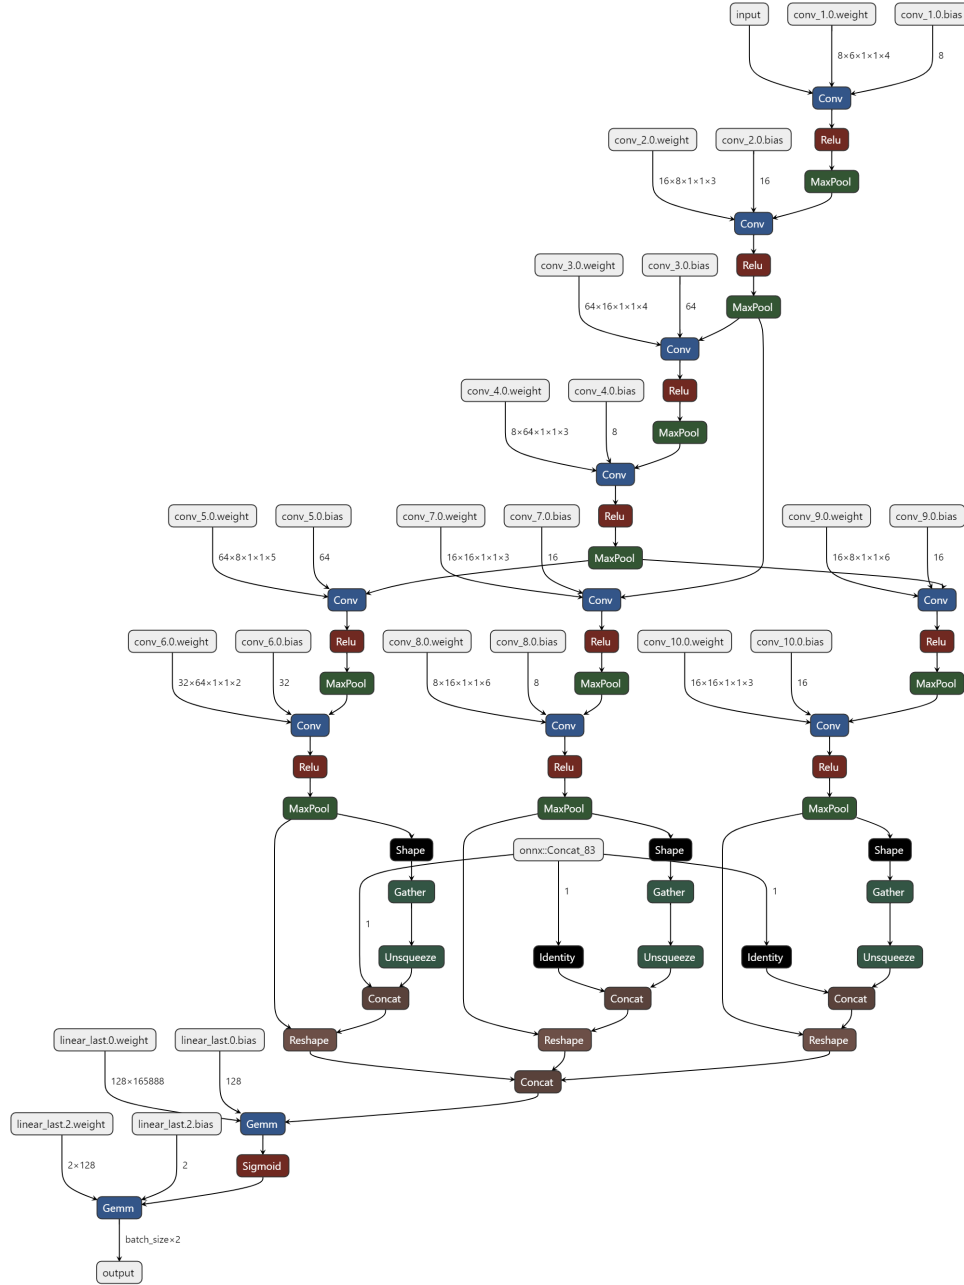 input
conv_1.0.weight
conv_1.0.bias
8×6×1×1×4
8
Conv
Relu
conv_2.0.weight
conv_2.0.bias
16×8×1×1×3
16
MaxPool
Conv
Relu
conv_3.0.weight
conv_3.0.bias
64×16×1×1×4
64
MaxPool
Conv
Relu
conv_4.0.weight
conv_4.0.bias
8×64×1×1×3
8
MaxPool
Conv
Relu
conv_5.0.weight
conv_5.0.bias
conv_7.0.weight
conv_7.0.bias
conv_9.0.weight
conv_9.0.bias
64×8×1×1×5
64
16×16×1×1×3
16
MaxPool
16×8×1×1×6
16
Conv
Conv
Conv
conv_6.0.weight
conv_6.0.bias
Relu
conv_8.0.weight
conv_8.0.bias
Relu
conv_10.0.weight
conv_10.0.bias
Relu
32×64×1×1×2
32
MaxPool
8×16×1×1×6
8
MaxPool
16×16×1×1×3
16
MaxPool
Conv
Conv
Conv
Relu
Relu
Relu
MaxPool
MaxPool
MaxPool
Shape
onnx::Concat_83
Shape
Shape
Gather
1
Gather
1
Gather
1
Unsqueeze
Identity
Unsqueeze
Identity
Unsqueeze
Concat
Concat
Concat
linear_last.0.weight
linear_last.0.bias
Reshape
Reshape
Reshape
128×165888
128
Concat
linear_last.2.weight
linear_last.2.bias
Gemm
2×128
2
Sigmoid
Gemm
batch_size×2
output